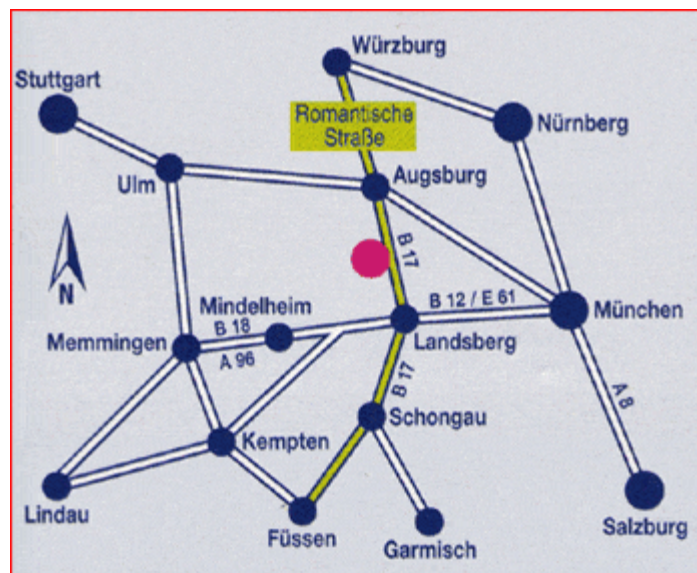 Würzburg
Stuttgart
Romantische
Straße
Nürnberg
Ulm
Augsburg
B 17
N
Mindelheim
B 12 / E 61
München
B 18
Memmingen
A 96
Landsberg
B 17
A 8
Schongau
Kempten
Lindau
Füssen
Garmisch
Salzburg